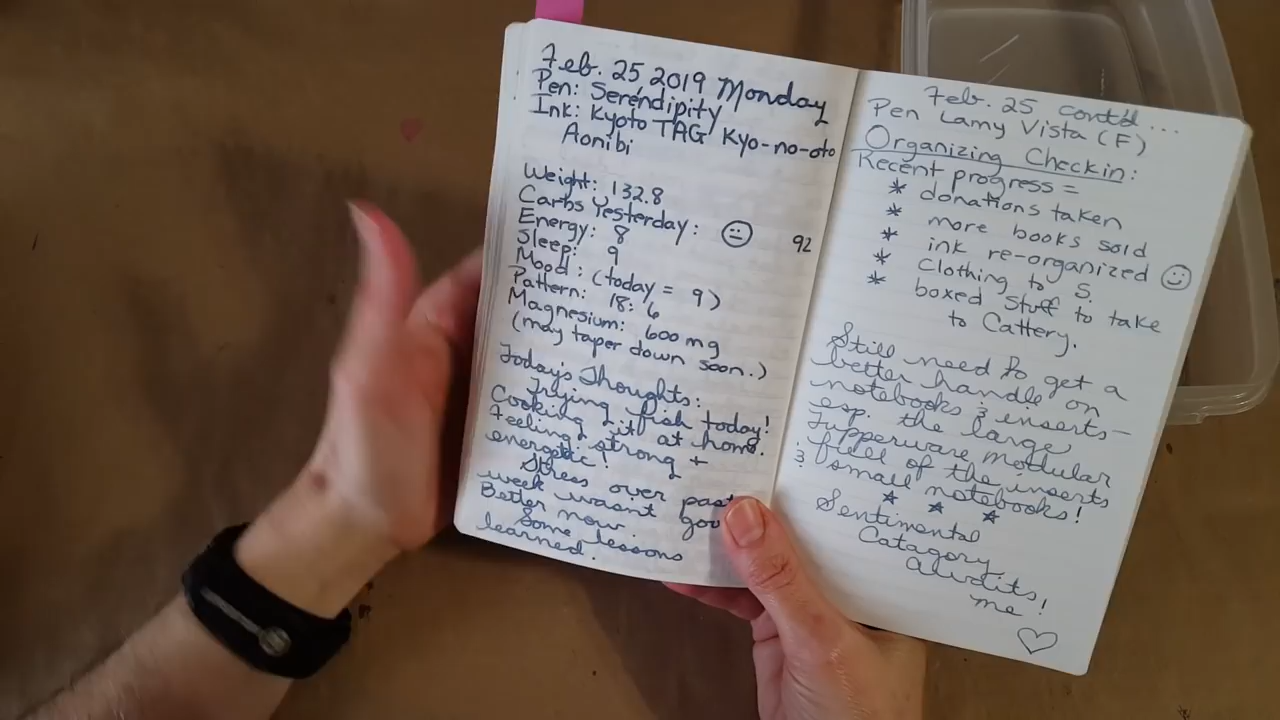 Feb. 25 2019 Monday
Pen: Serendipity
Ink: Kyoto TAG Kyo-no-oto
Aonibi
Weight: 132.8
Carbs Yesterday: 92
Energy: 8
Sleep: 9
Mood: (today = 9)
Pattern: 18:6
Magnesium: 600 mg
(may taper down soon.)
Today's Thoughts:
Trying fish today!
Cooking it at home.
Feeling strong +
energetic!
Stress over past
week wasn't goo
Better now
Some lessons
learned.
Feb. 25 cont'd...
Pen Lamy Vista (F)
Organizing Checkin:
Recent progress =
* donations taken
* more books sold
* ink re-organized
* Clothing to S.
* boxed stuff to take
to Cattery.
Still need to get a
better handle on
notebooks & inserts—
esp. the large
Tupperware modular
& full of the inserts
small notebooks!
* * *
Sentimental
Catagory
Awdits!
me